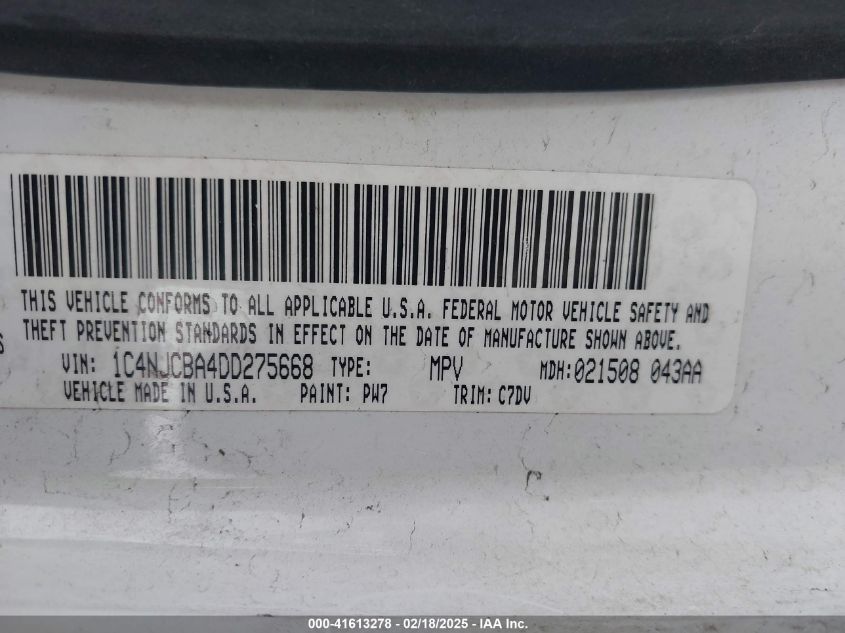 THIS VEHICLE CONFORMS TO ALL APPLICABLE U.S.A. FEDERAL MOTOR VEHICLE SAFETY AND
THEFT PREVENTION STANDARDS IN EFFECT ON THE DATE OF MANUFACTURE SHOWN ABOVE.
S
VIN: 1C4NJCBA4DD275668 TYPE: MPV MDH:021508 043AA
VEHICLE MADE IN U.S.A. PAINT: PW7 TRIM: C7DV
000-41613278 - 02/18/2025 - IAA Inc.